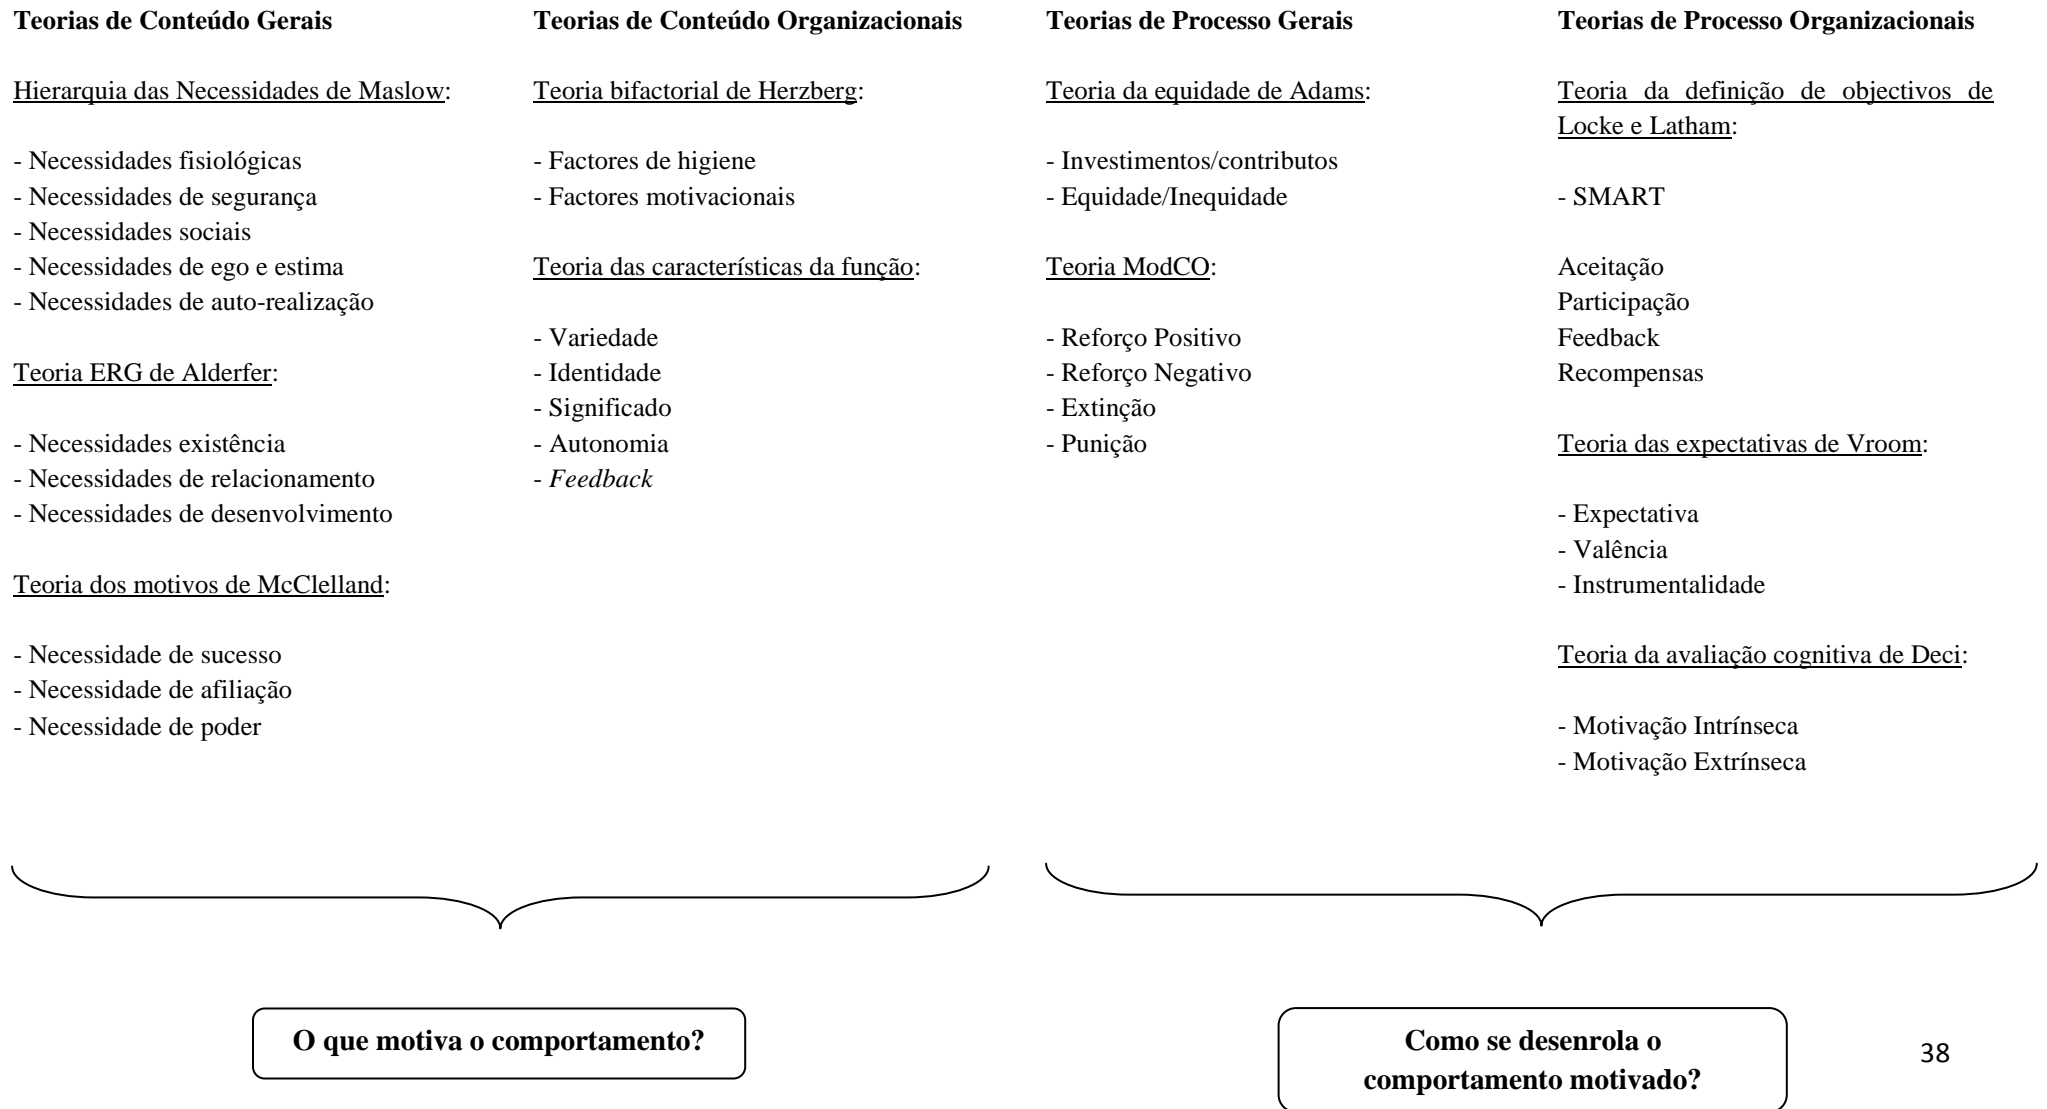 Teorias de Conteúdo Gerais
Hierarquia das Necessidades de Maslow:
- Necessidades fisiológicas
- Necessidades de segurança
- Necessidades sociais
- Necessidades de ego e estima
- Necessidades de auto-realização
Teoria ERG de Alderfer:
- Necessidades existência
- Necessidades de relacionamento
- Necessidades de desenvolvimento
Teoria dos motivos de McClelland:
- Necessidade de sucesso
- Necessidade de afiliação
- Necessidade de poder
Teorias de Conteúdo Organizacionais
Teoria bifactorial de Herzberg:
- Factores de higiene
- Factores motivacionais
Teoria das características da função:
- Variedade
- Identidade
- Significado
- Autonomia
- Feedback
Teorias de Processo Gerais
Teoria da equidade de Adams:
- Investimentos/contributos
- Equidade/Inequidade
Teoria ModCO:
- Reforço Positivo
- Reforço Negativo
- Extinção
- Punição
Teorias de Processo Organizacionais
Teoria da definição de objectivos de
Locke e Latham:
- SMART
Aceitação
Participação
Feedback
Recompensas
Teoria das expectativas de Vroom:
- Expectativa
- Valência
- Instrumentalidade
Teoria da avaliação cognitiva de Deci:
- Motivação Intrínseca
- Motivação Extrínseca
O que motiva o comportamento?
Como se desenrola o
comportamento motivado?
38